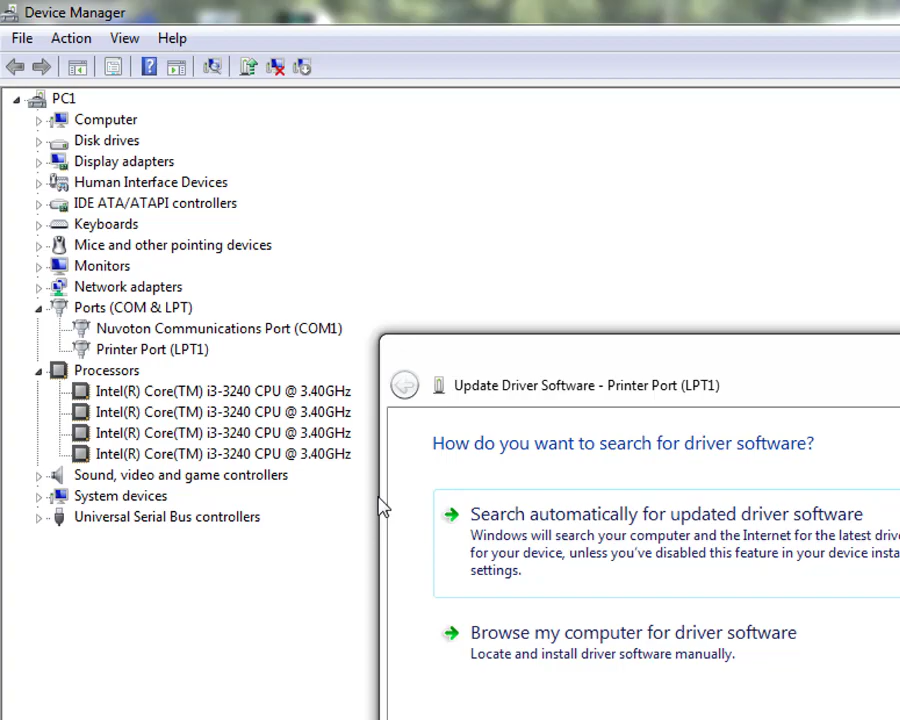 Device Manager
File Action View Help
PC1
Computer
Disk drives
Display adapters
Human Interface Devices
IDE ATA/ATAPI controllers
Keyboards
Mice and other pointing devices
Monitors
Network adapters
Ports (COM & LPT)
Nuvoton Communications Port (COM1)
Printer Port (LPT1)
Processors
Intel(R) Core(TM) i3-3240 CPU @ 3.40GHz
Intel(R) Core(TM) i3-3240 CPU @ 3.40GHz
Intel(R) Core(TM) i3-3240 CPU @ 3.40GHz
Intel(R) Core(TM) i3-3240 CPU @ 3.40GHz
Sound, video and game controllers
System devices
Universal Serial Bus controllers
Update Driver Software - Printer Port (LPT1)
How do you want to search for driver software?
Search automatically for updated driver software
Windows will search your computer and the Internet for the latest
for your device, unless you've disabled this feature in your device
settings.
Browse my computer for driver software
Locate and install driver software manually.